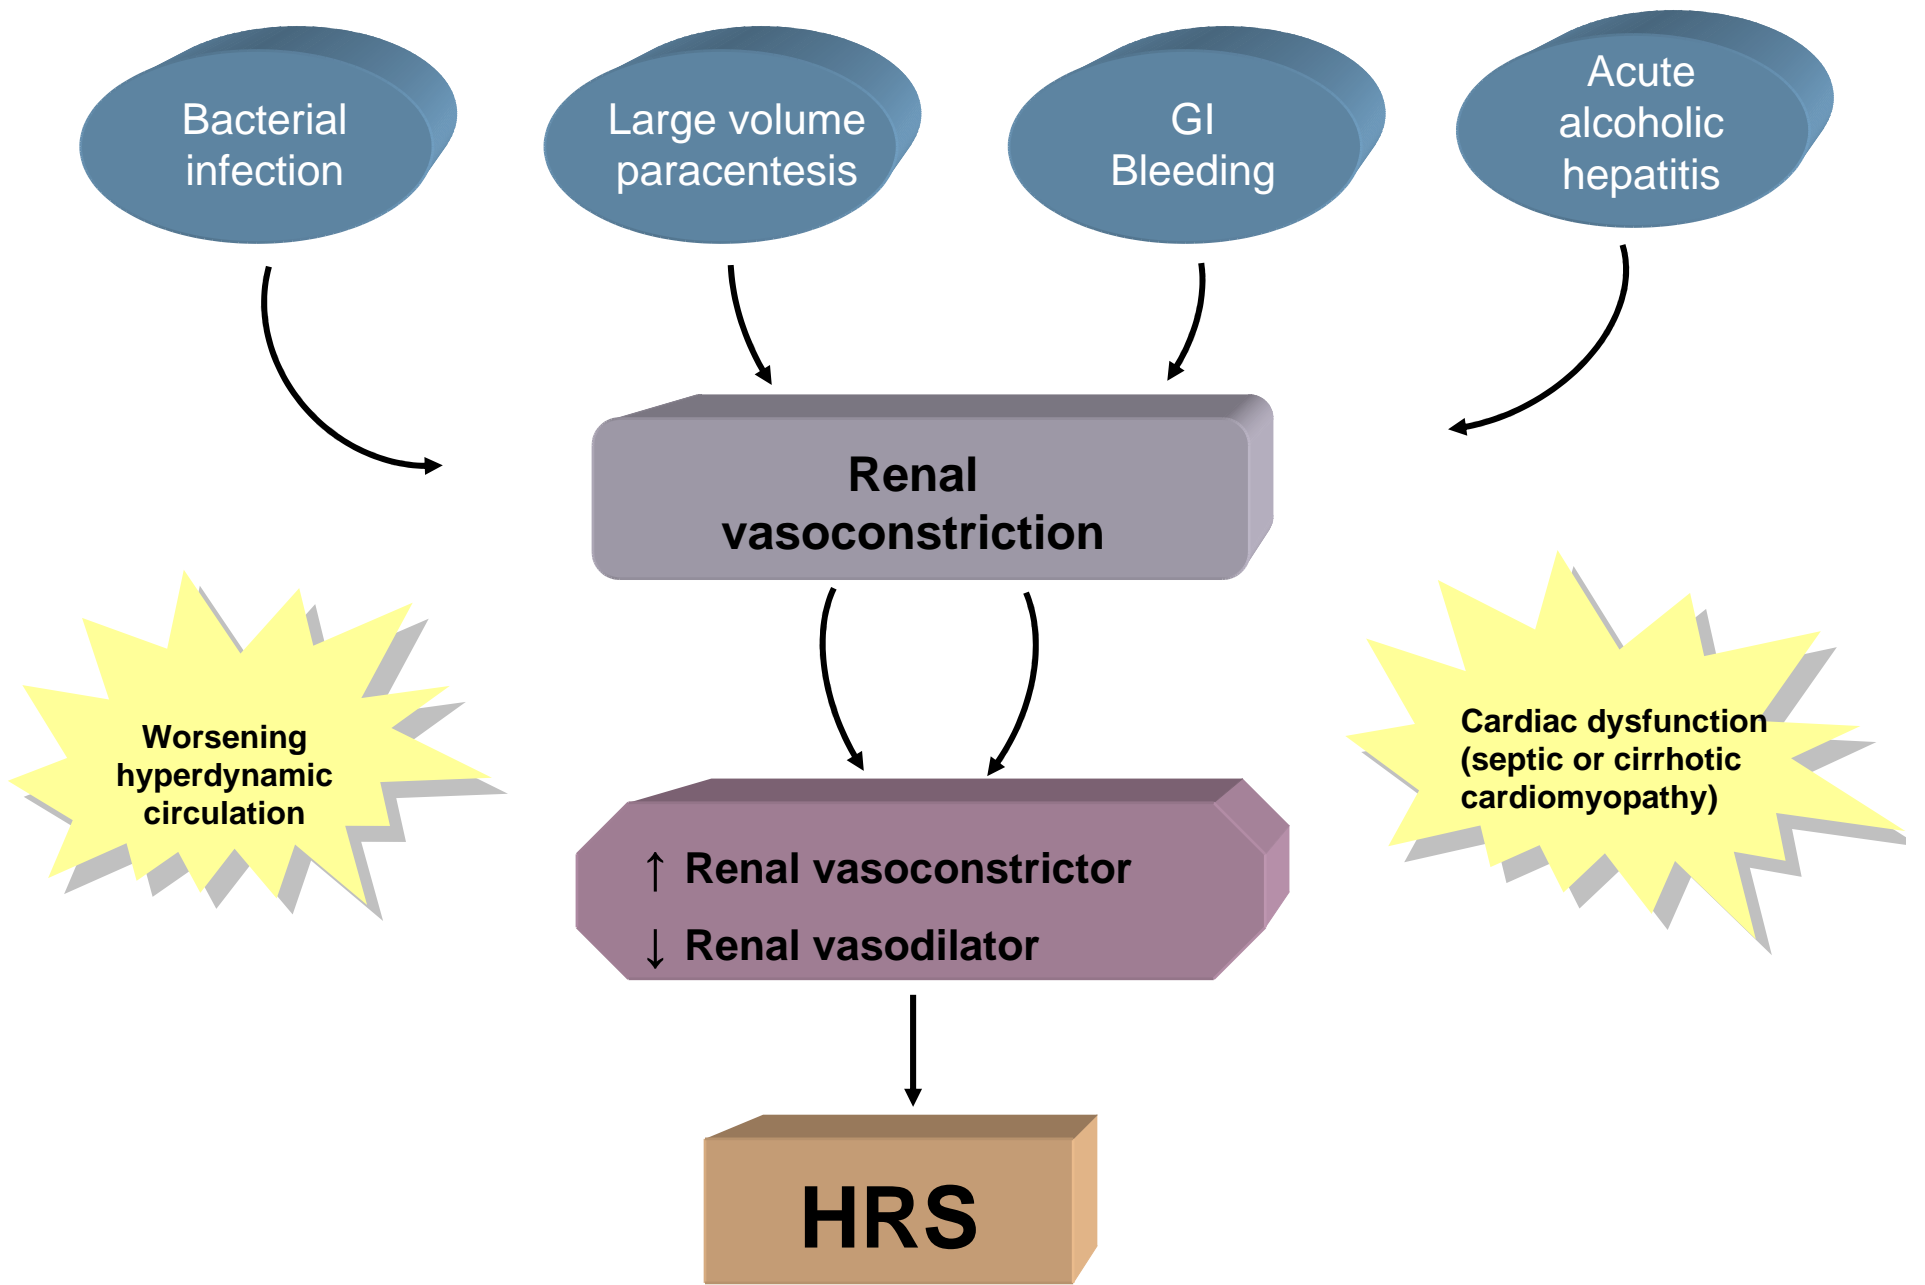 Bacterial
infection
Large volume
paracentesis
GI
Bleeding
Acute
alcoholic
hepatitis
Renal
vasoconstriction
Worsening
hyperdynamic
circulation
Cardiac dysfunction
(septic or cirrhotic
cardiomyopathy)
↑ Renal vasoconstrictor
↓ Renal vasodilator
HRS